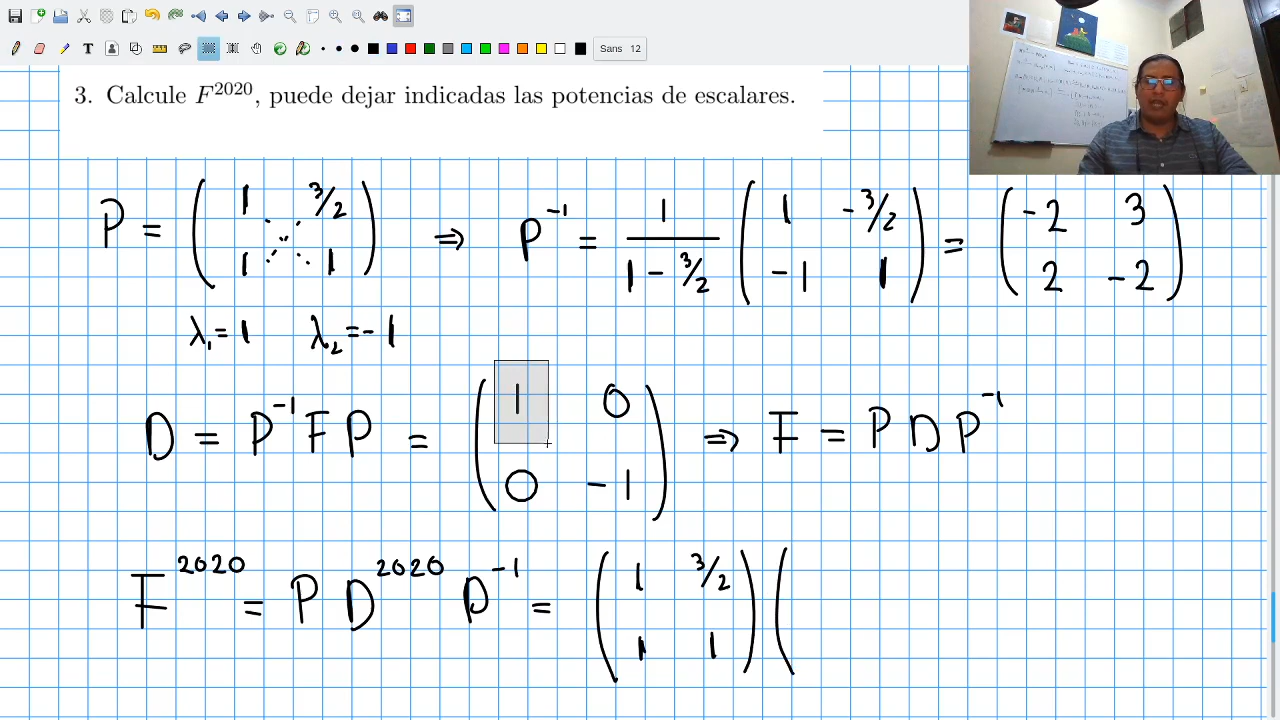 Sans 12
3. Calcule F^2020, puede dejar indicadas las potencias de escalares.
P = ( 1 3/2 ; 1 1 ) ⇒ P^-1 = 1/(1 - 3/2) ( 1 -3/2 ; -1 1 ) = ( -2 3 ; 2 -2 )
λ₁ = 1 λ₂ = -1
D = P^-1 F P = ( 1 0 ; 0 -1 ) ⇒ F = P D P^-1
F^2020 = P D^2020 P^-1 = ( 1 3/2 ; 1 1 ) (